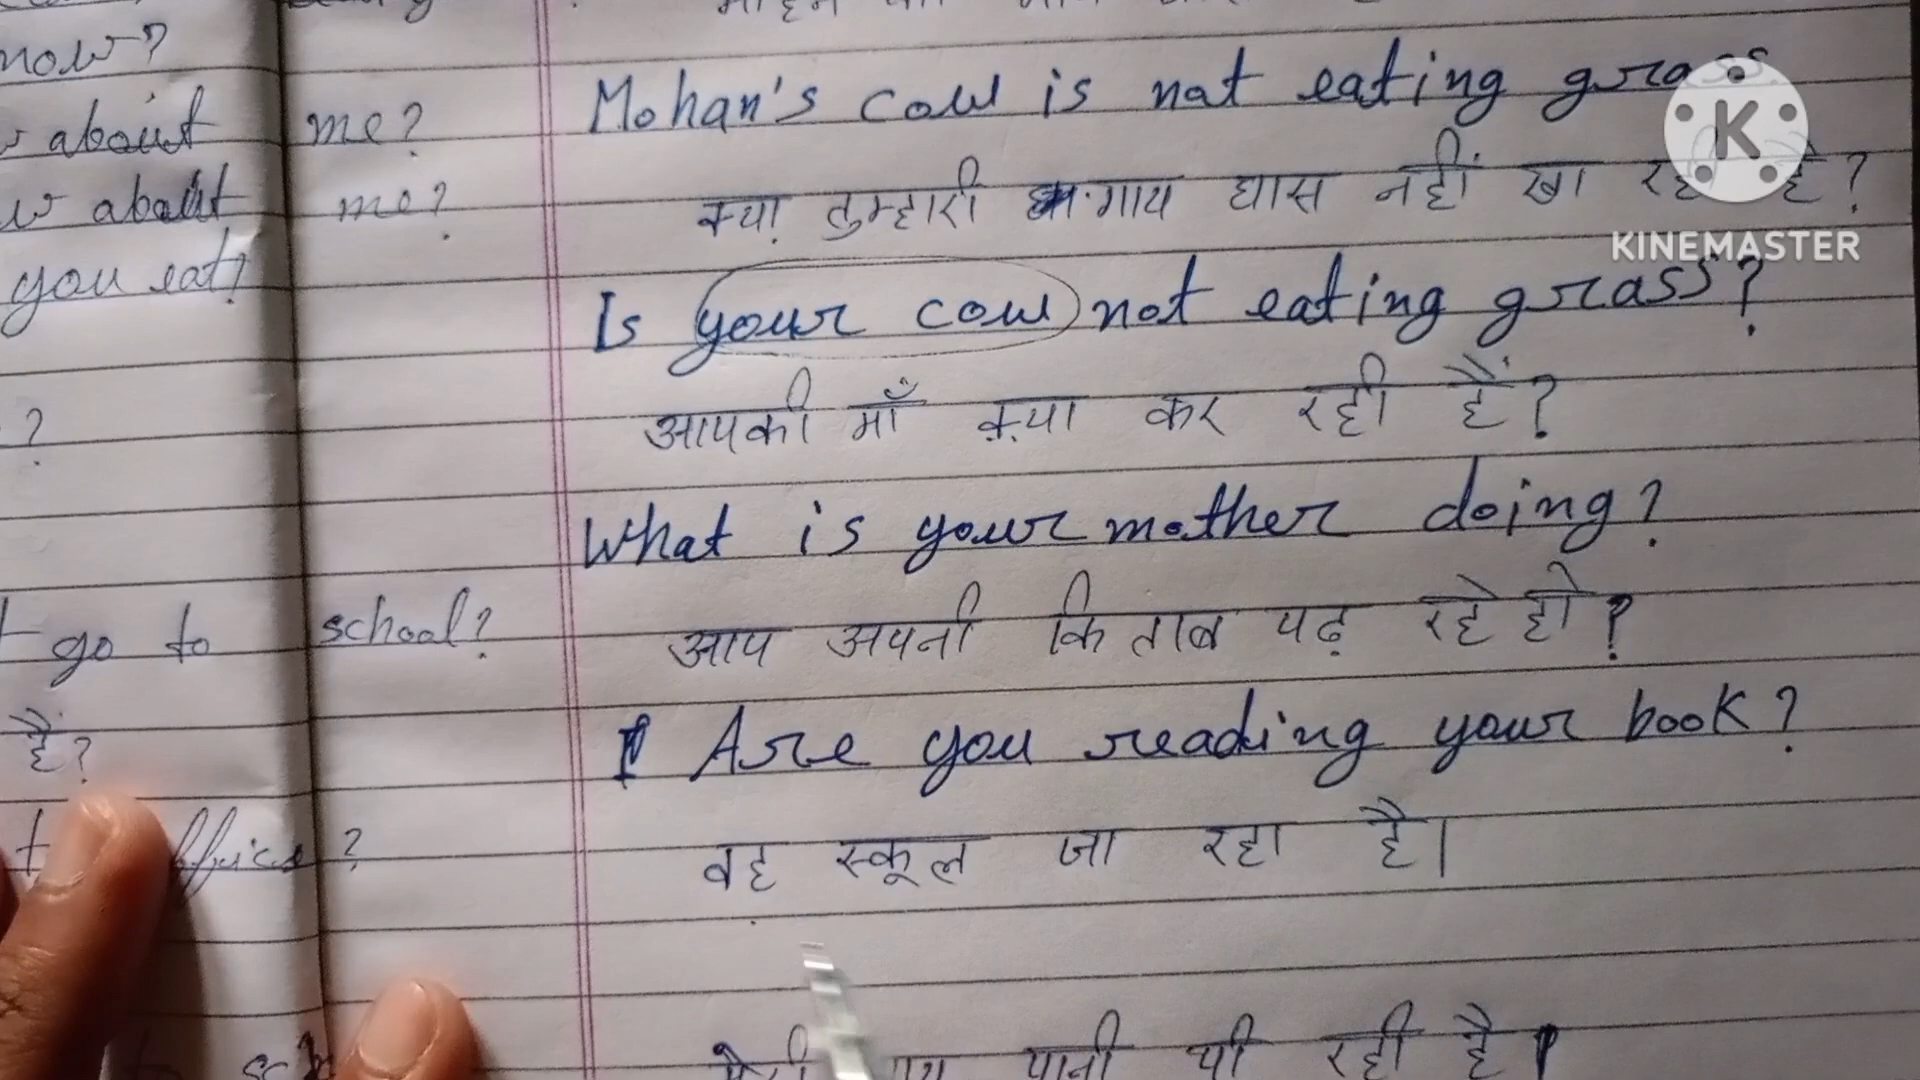 now?
about me?
about me?
you eat?
?
go to school?
है?
?
Mohan's cow is not eating grass
क्या तुम्हारी गाय घास नहीं खा रही है?
Is your cow not eating grass?
आपकी माँ क्या कर रही हैं?
What is your mother doing?
आप अपनी किताब पढ़ रहे हो?
Are you reading your book?
वह स्कूल जा रहा है।
पानी पी रही है।
K
KINEMASTER